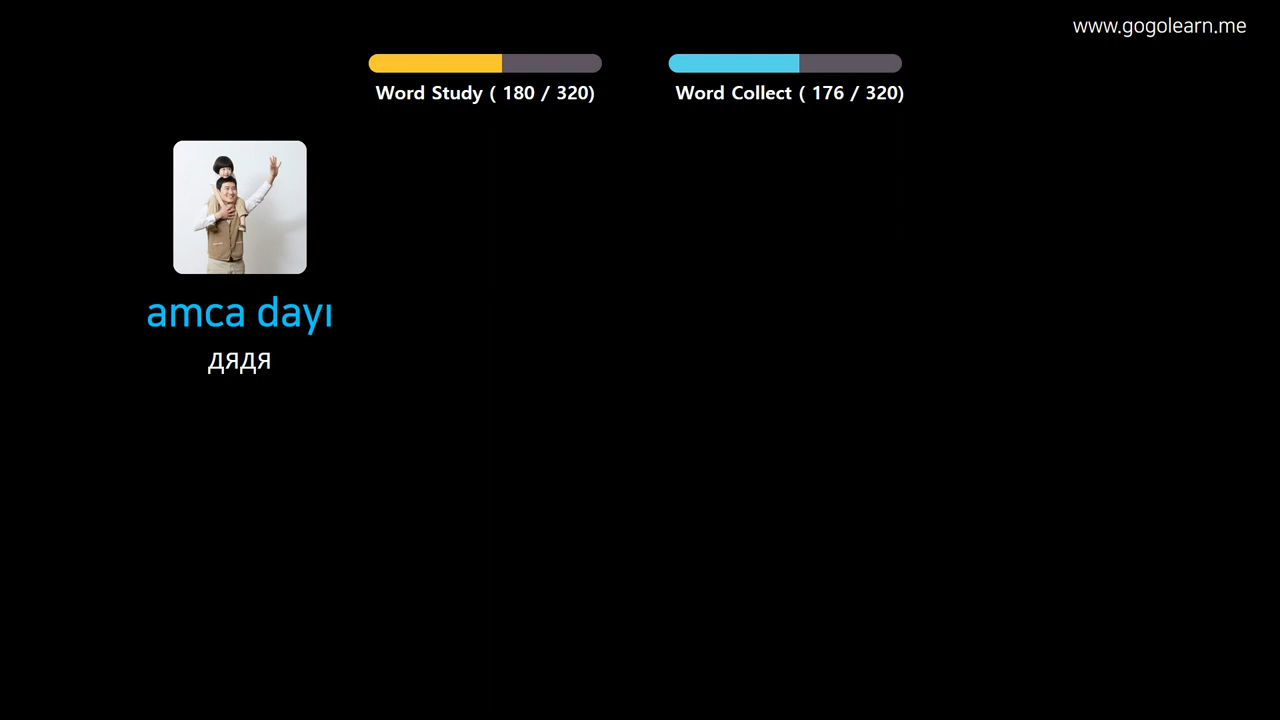 www.gogolearn.me
Word Study ( 180 / 320)
Word Collect ( 176 / 320)
amca dayı
дядя